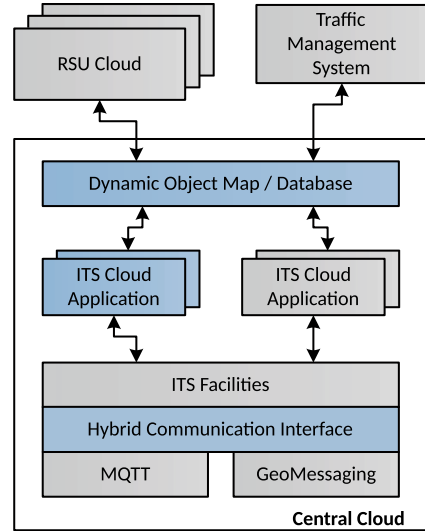 RSU Cloud
Traffic
Management
System
Dynamic Object Map / Database
ITS Cloud
Application
ITS Cloud
Application
ITS Facilities
Hybrid Communication Interface
MQTT
GeoMessaging
Central Cloud